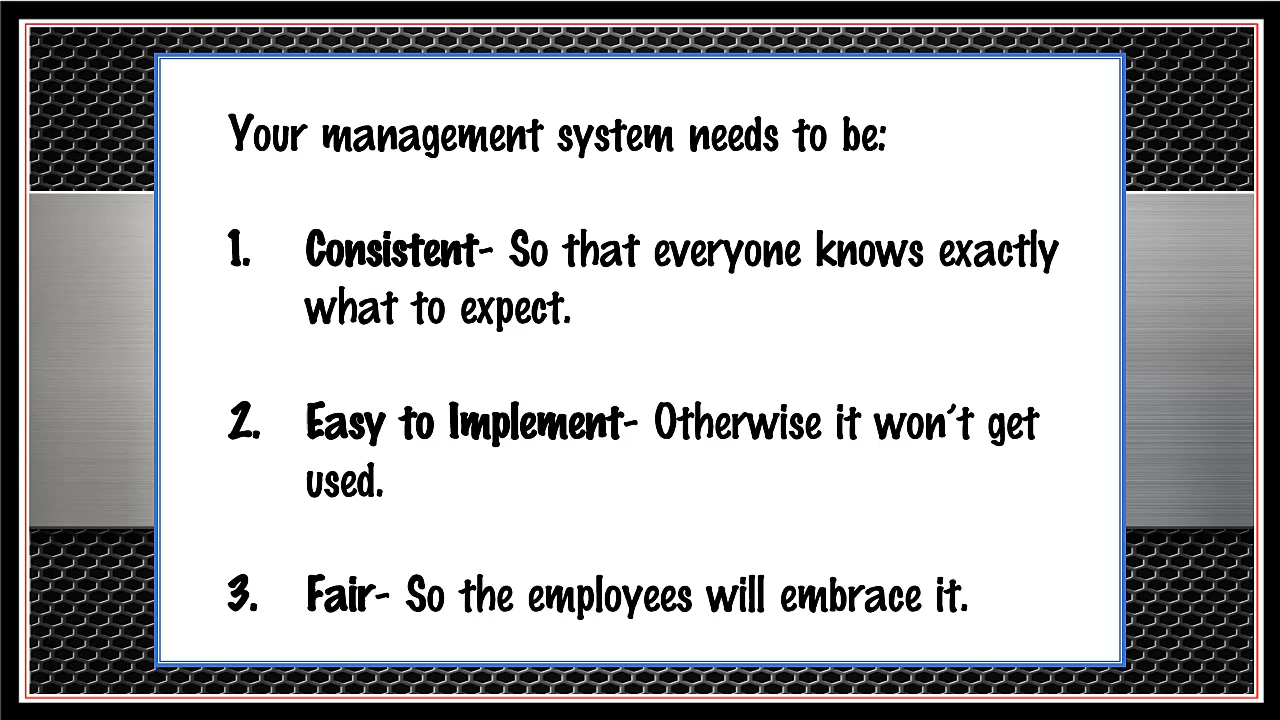 Your management system needs to be:
1. Consistent- So that everyone knows exactly
what to expect.
2. Easy to Implement- Otherwise it won't get
used.
3. Fair- So the employees will embrace it.